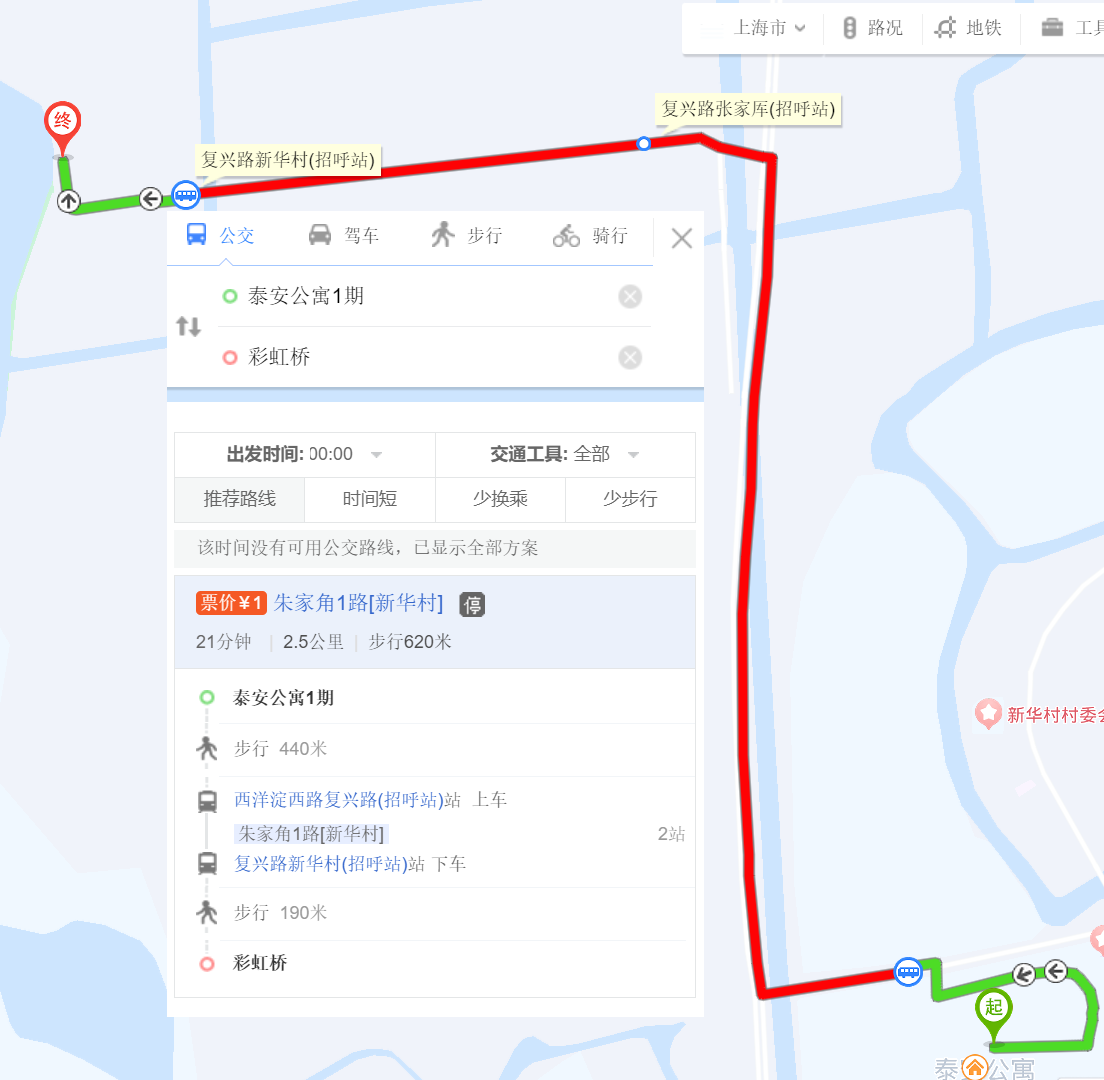 上海市 路况 地铁 工具
复兴路张家厍(招呼站)
终
复兴路新华村(招呼站)
公交 驾车 步行 骑行
泰安公寓1期
彩虹桥
出发时间: 00:00 交通工具: 全部
推荐路线 时间短 少换乘 少步行
该时间没有可用公交路线，已显示全部方案
票价¥1 朱家角1路[新华村] 停
21分钟 2.5公里 步行620米
新华村村委会
泰安公寓1期
步行 440米
西洋淀西路复兴路(招呼站)站 上车
朱家角1路[新华村] 2站
复兴路新华村(招呼站)站 下车
步行 190米
彩虹桥
起
泰 公寓